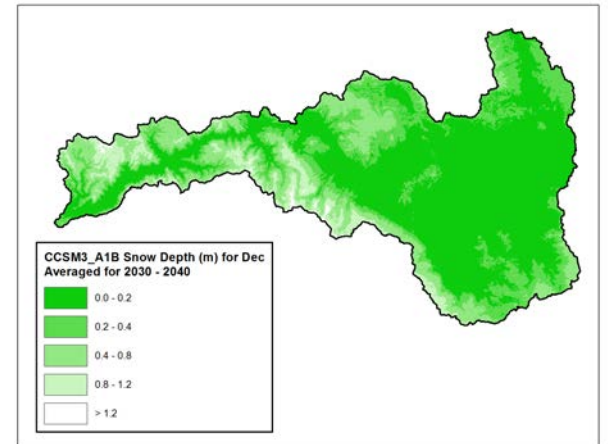 CCSM3_A1B Snow Depth (m) for Dec
Averaged for 2030 - 2040
0.0 - 0.2
0.2 - 0.4
0.4 - 0.8
0.8 - 1.2
> 1.2